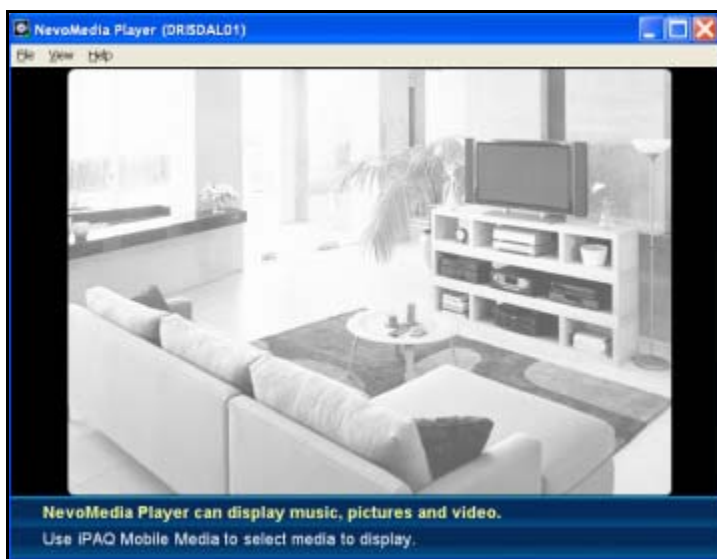 NevoMedia Player (DRISDAL01)
File View Help
NevoMedia Player can display music, pictures and video.
Use iPAQ Mobile Media to select media to display.